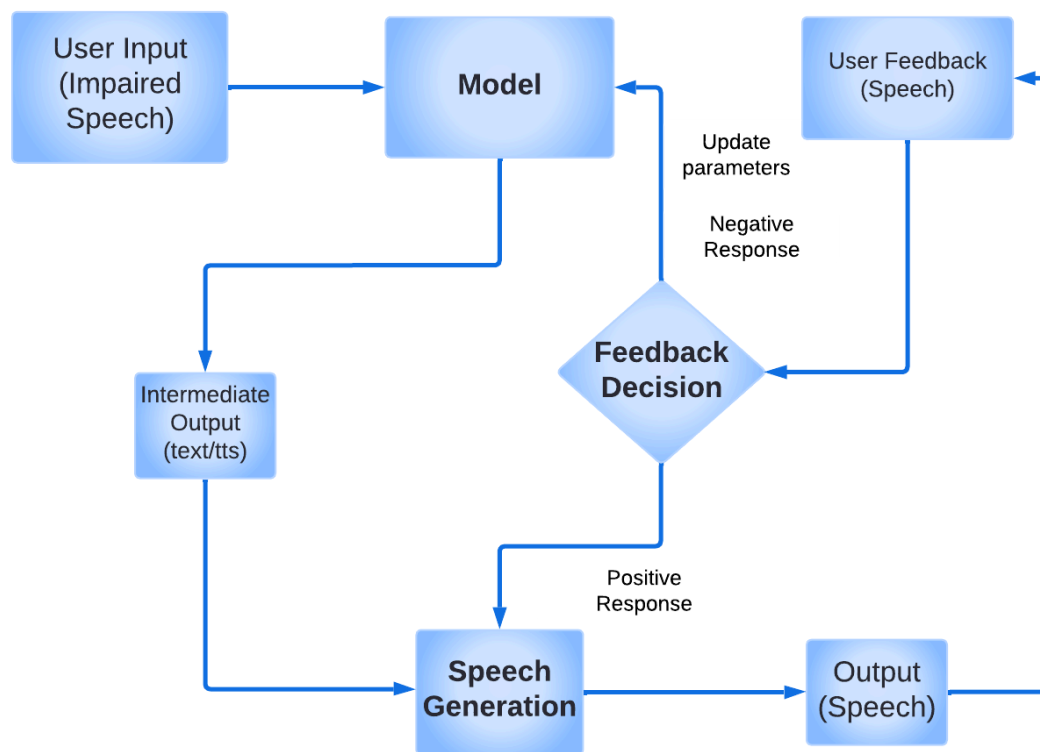 User Input
(Impaired
Speech)
Model
User Feedback
(Speech)
Update
parameters
Negative
Response
Feedback
Decision
Intermediate
Output
(text/tts)
Positive
Response
Speech
Generation
Output
(Speech)